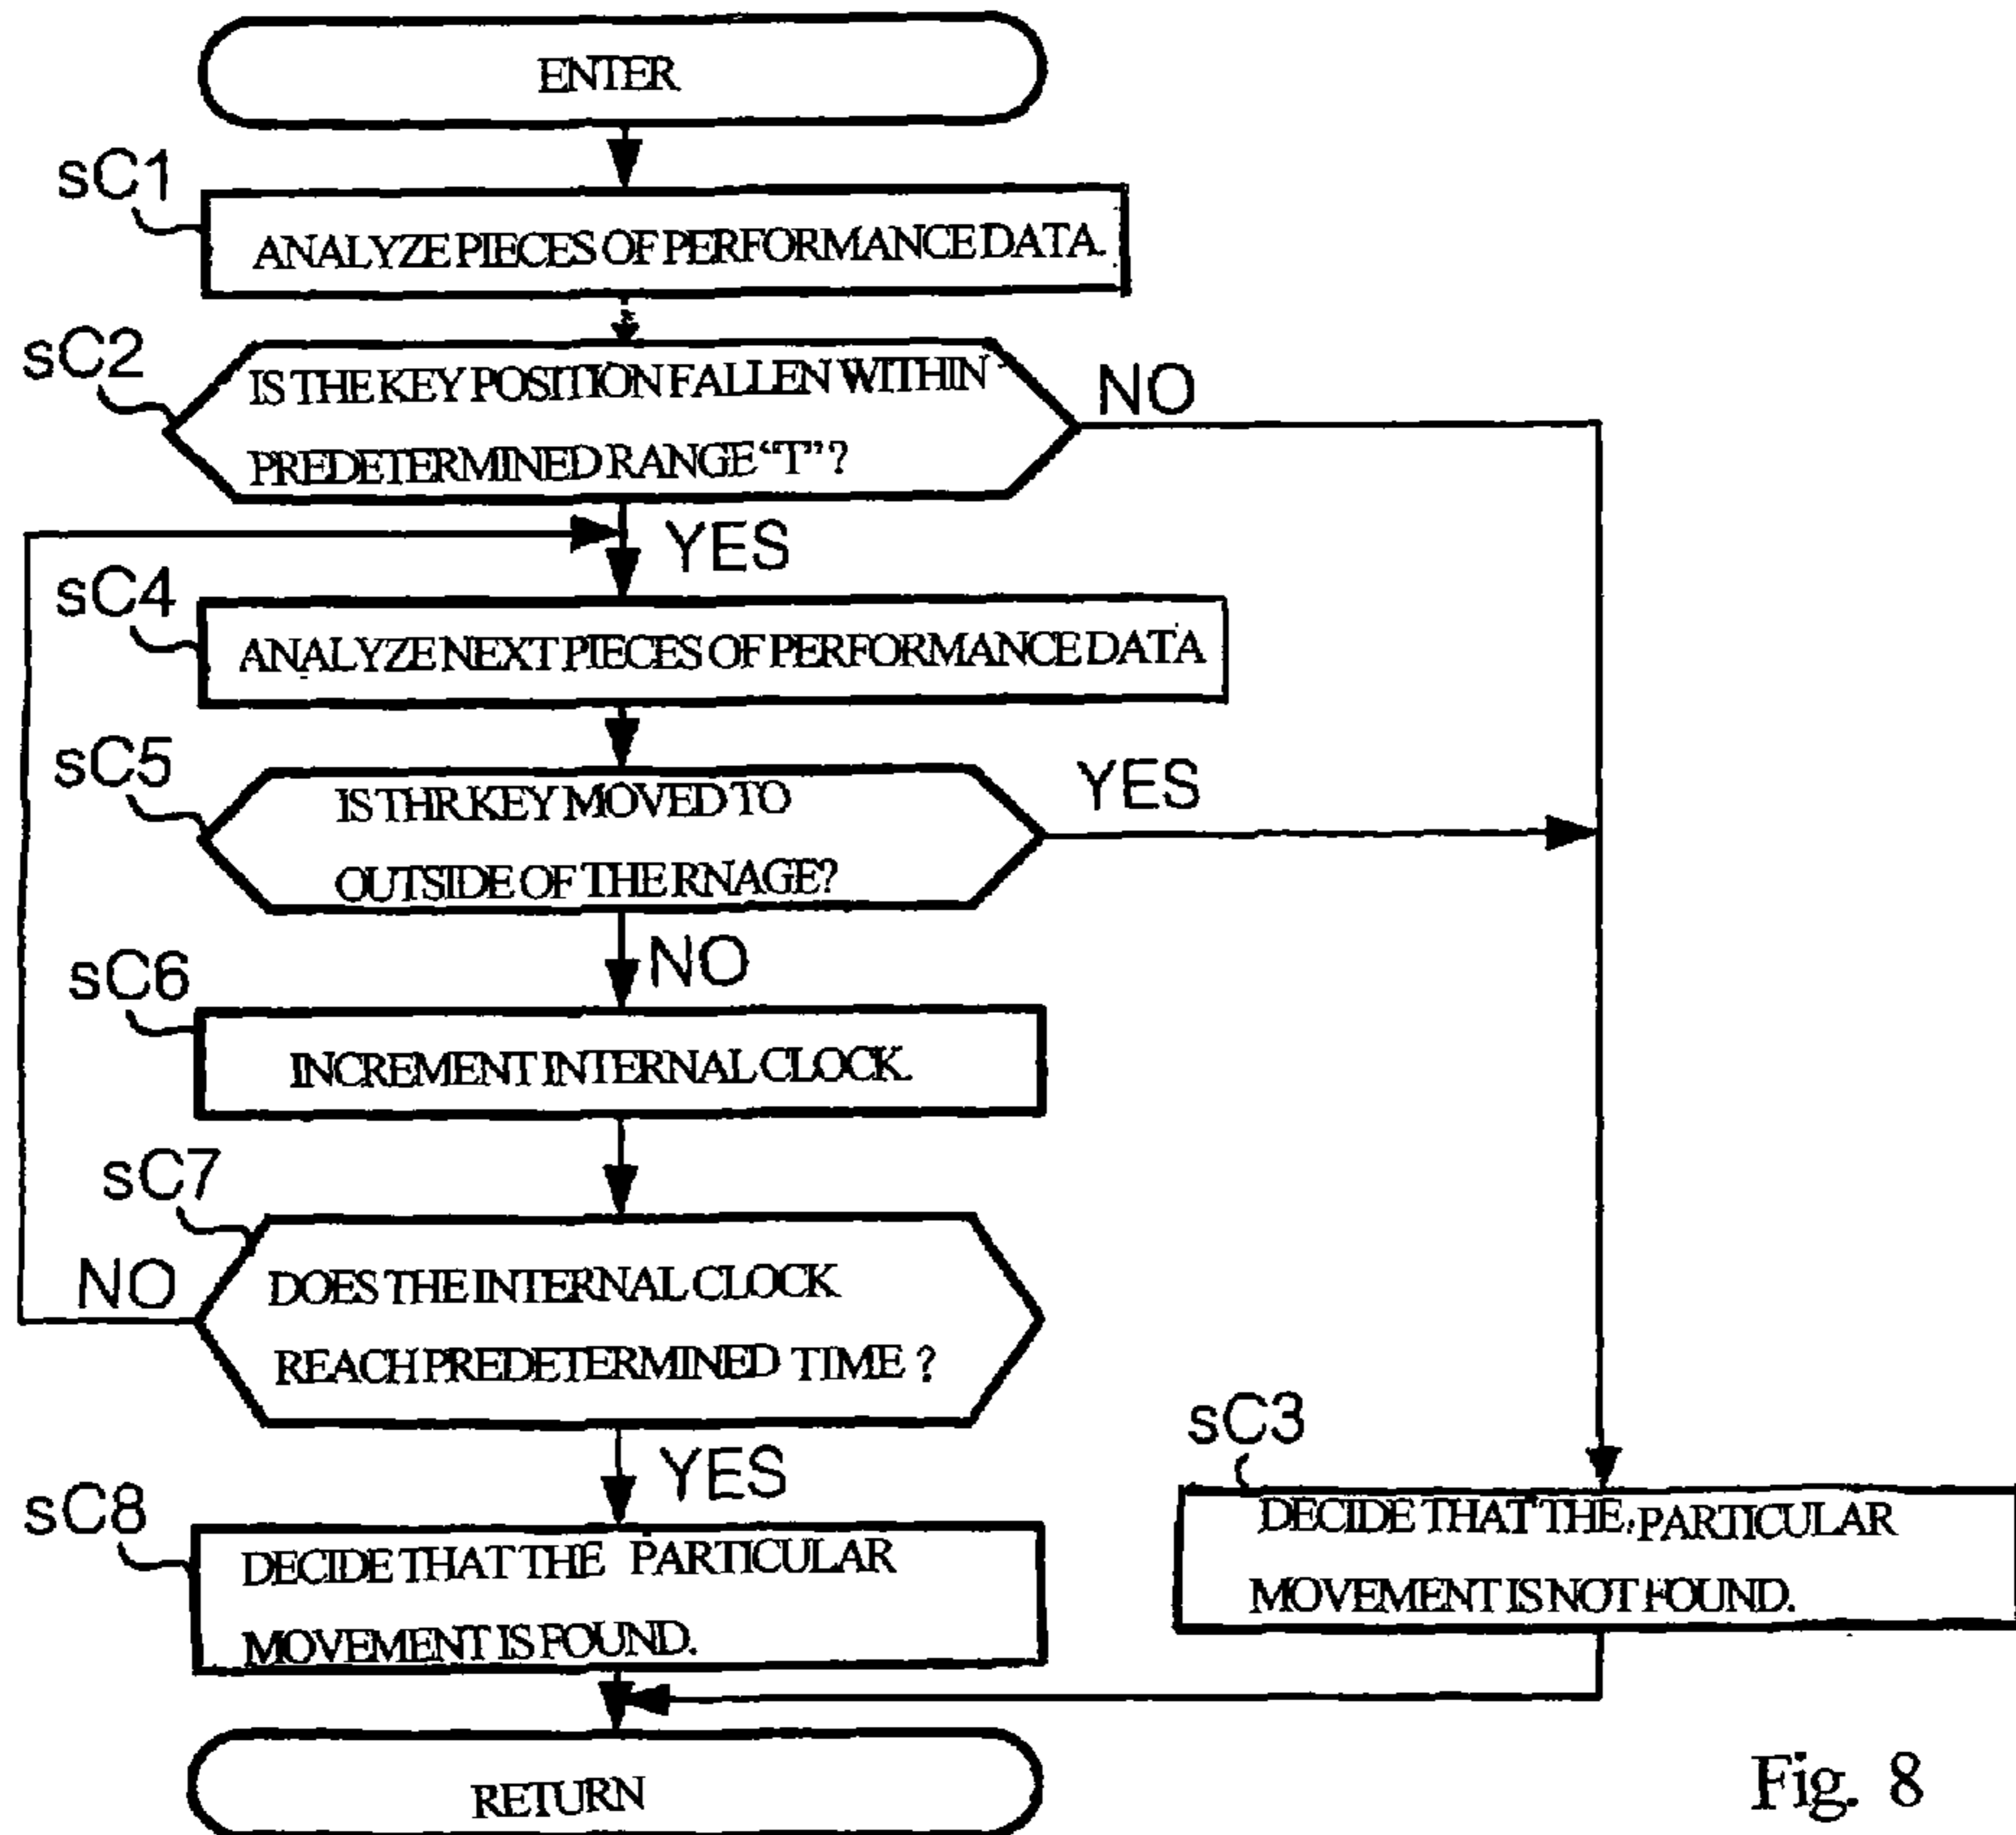 ENTER
sC1
ANALYZE PIECES OF PERFORMANCE DATA.
sC2
IS THE KEY POSITION FALLEN WITHIN
PREDETERMINED RANGE “T” ?
NO
YES
sC4
ANALYZE NEXT PIECES OF PERFORMANCE DATA
sC5
IS THR KEY MOVED TO
OUTSIDE OF THE RNAGE?
YES
NO
sC6
INCREMENT INTERNAL CLOCK.
sC7
DOES THE INTERNAL CLOCK
REACH PREDETERMINED TIME ?
NO
YES
sC8
DECIDE THAT THE PARTICULAR
MOVEMENT IS FOUND.
sC3
DECIDE THAT THE PARTICULAR
MOVEMENT IS NOT FOUND.
RETURN
Fig. 8